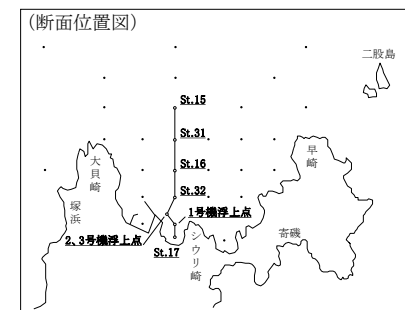 (断面位置図)
二股島
St.15
St.31
早崎
大貝崎
St.16
塚浜
St.32
1号機浮上点
寄磯
2、3号機浮上点
シウリ崎
St.17